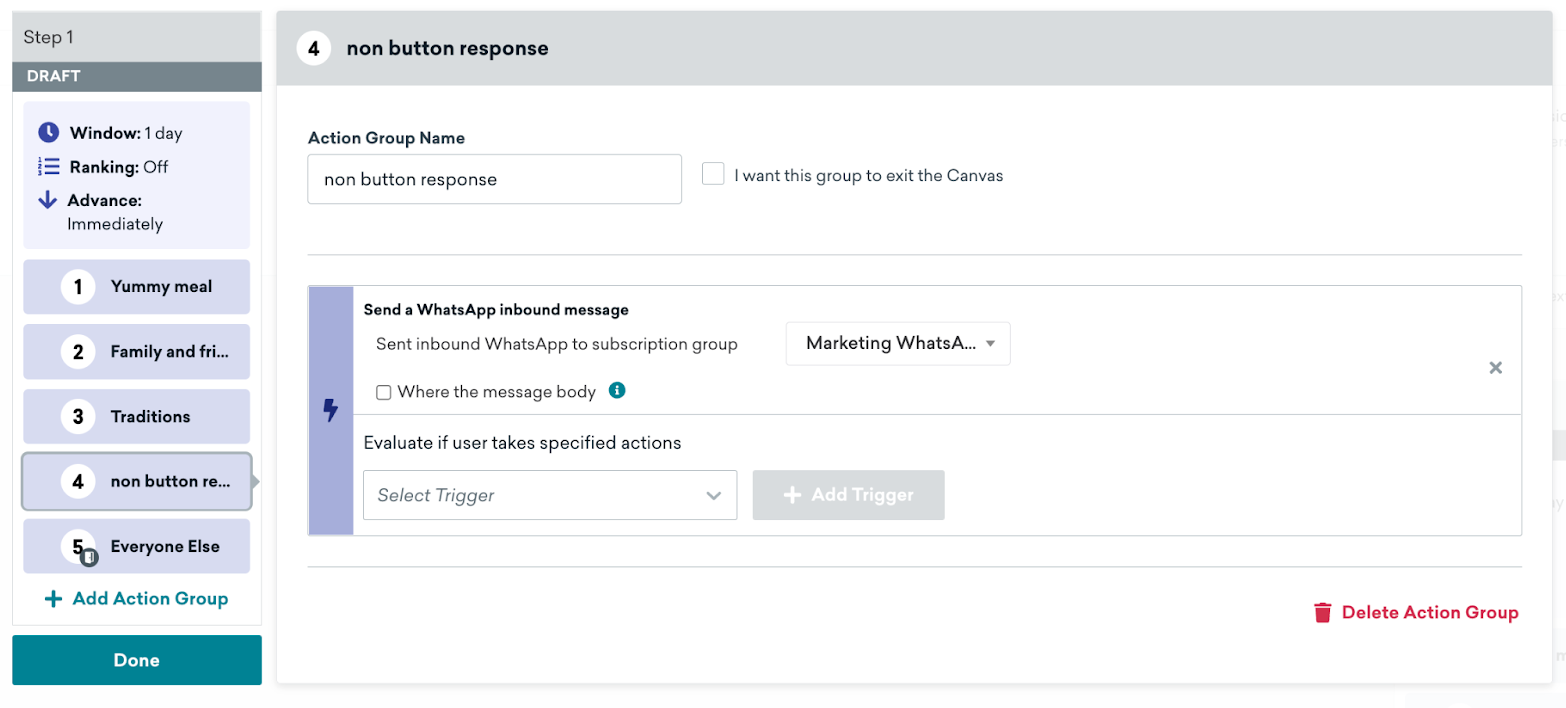 Step 1
DRAFT
Window: 1 day
Ranking: Off
Advance:
Immediately
1 Yummy meal
2 Family and fri...
3 Traditions
4 non button re...
5 Everyone Else
+ Add Action Group
Done
4 non button response
Action Group Name
non button response
I want this group to exit the Canvas
Send a WhatsApp inbound message
Sent inbound WhatsApp to subscription group Marketing WhatsA...
Where the message body
Evaluate if user takes specified actions
Select Trigger
+ Add Trigger
Delete Action Group